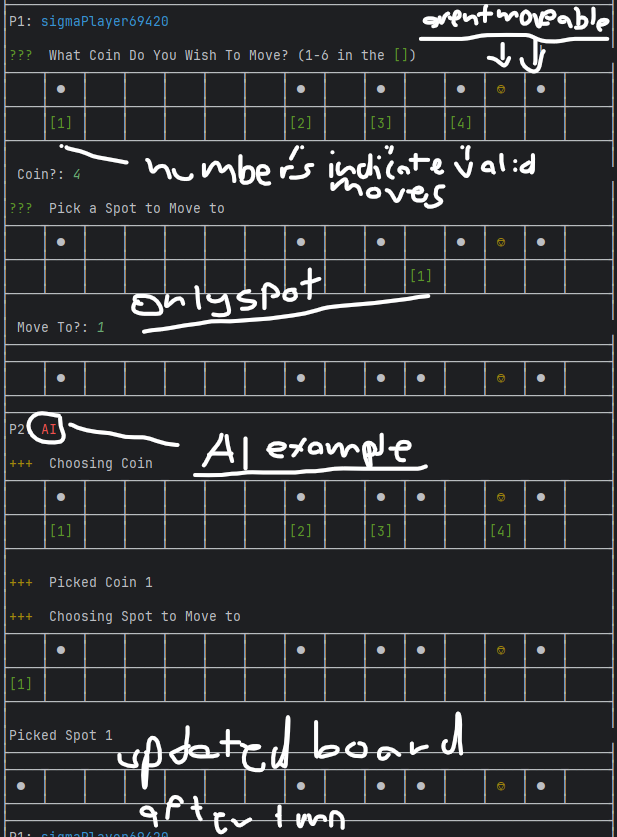 P1: sigmaPlayer69420
arentmoveable
??? What Coin Do You Wish To Move? (1-6 in the [])
[1] [2] [3] [4]
numbers indicate valid
moves
Coin?: 4
??? Pick a Spot to Move to
[1]
only spot
Move To?: 1
P2: AI
AI example
+++ Choosing Coin
[1] [2] [3] [4]
+++ Picked Coin 1
+++ Choosing Spot to Move to
[1]
Picked Spot 1
updated board
after
P1: sigmaPlayer69420